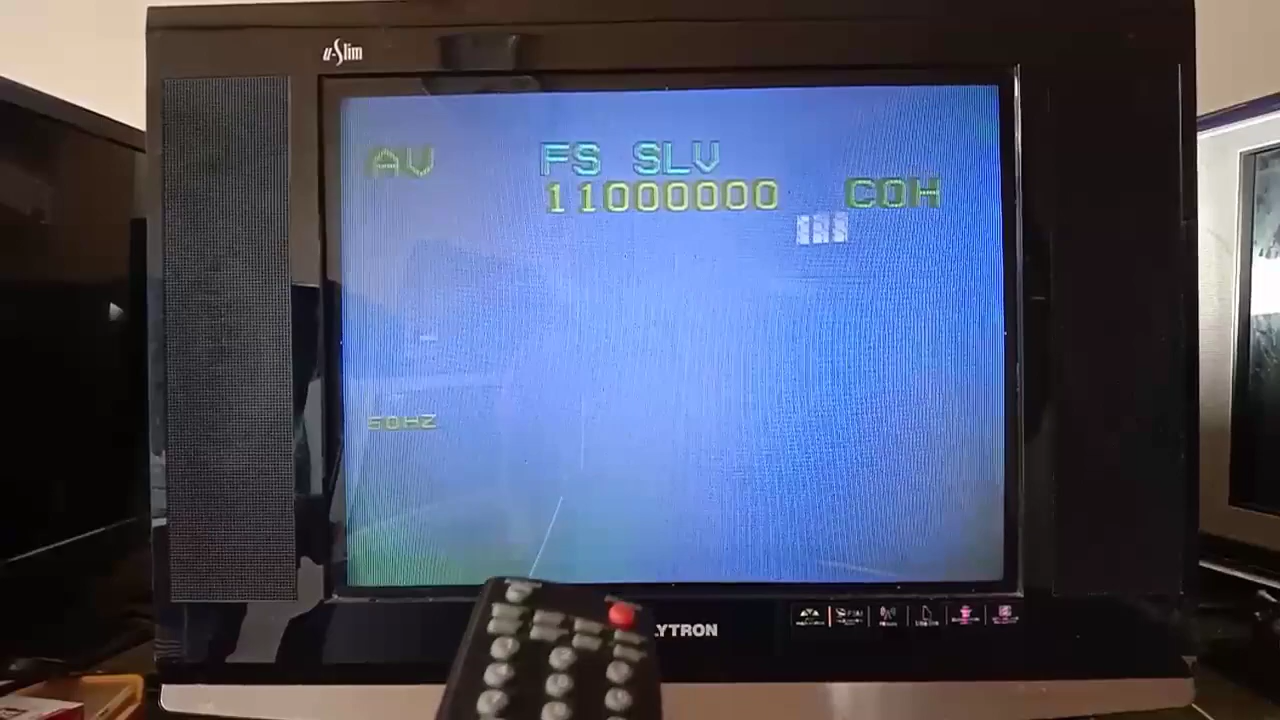 u-Slim
AV
FS SLV
11000000
COH
50HZ
LYTRON